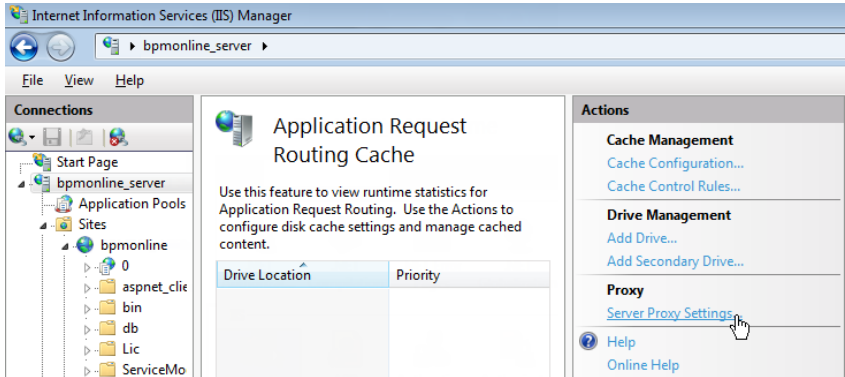 Internet Information Services (IIS) Manager
bpmonline_server
File View Help
Connections
Start Page
bpmonline_server
Application Pools
Sites
bpmonline
0
aspnet_clie
bin
db
Lic
ServiceMo
Application Request
Routing Cache
Use this feature to view runtime statistics for
Application Request Routing. Use the Actions to
configure disk cache settings and manage cached
content.
Drive Location Priority
Actions
Cache Management
Cache Configuration...
Cache Control Rules...
Drive Management
Add Drive...
Add Secondary Drive...
Proxy
Server Proxy Settings...
Help
Online Help